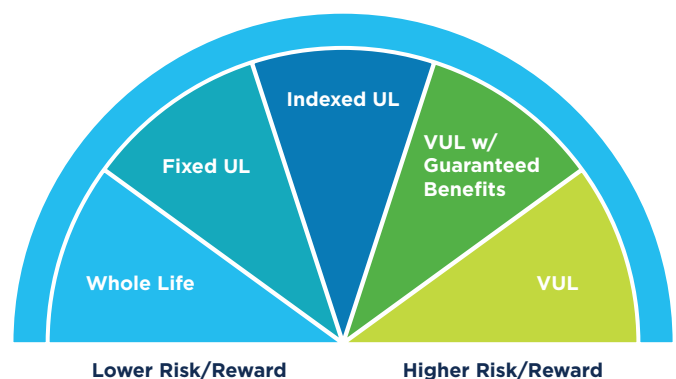 Indexed UL
Fixed UL
VUL w/
Guaranteed
Benefits
Whole Life
VUL
Lower Risk/Reward
Higher Risk/Reward